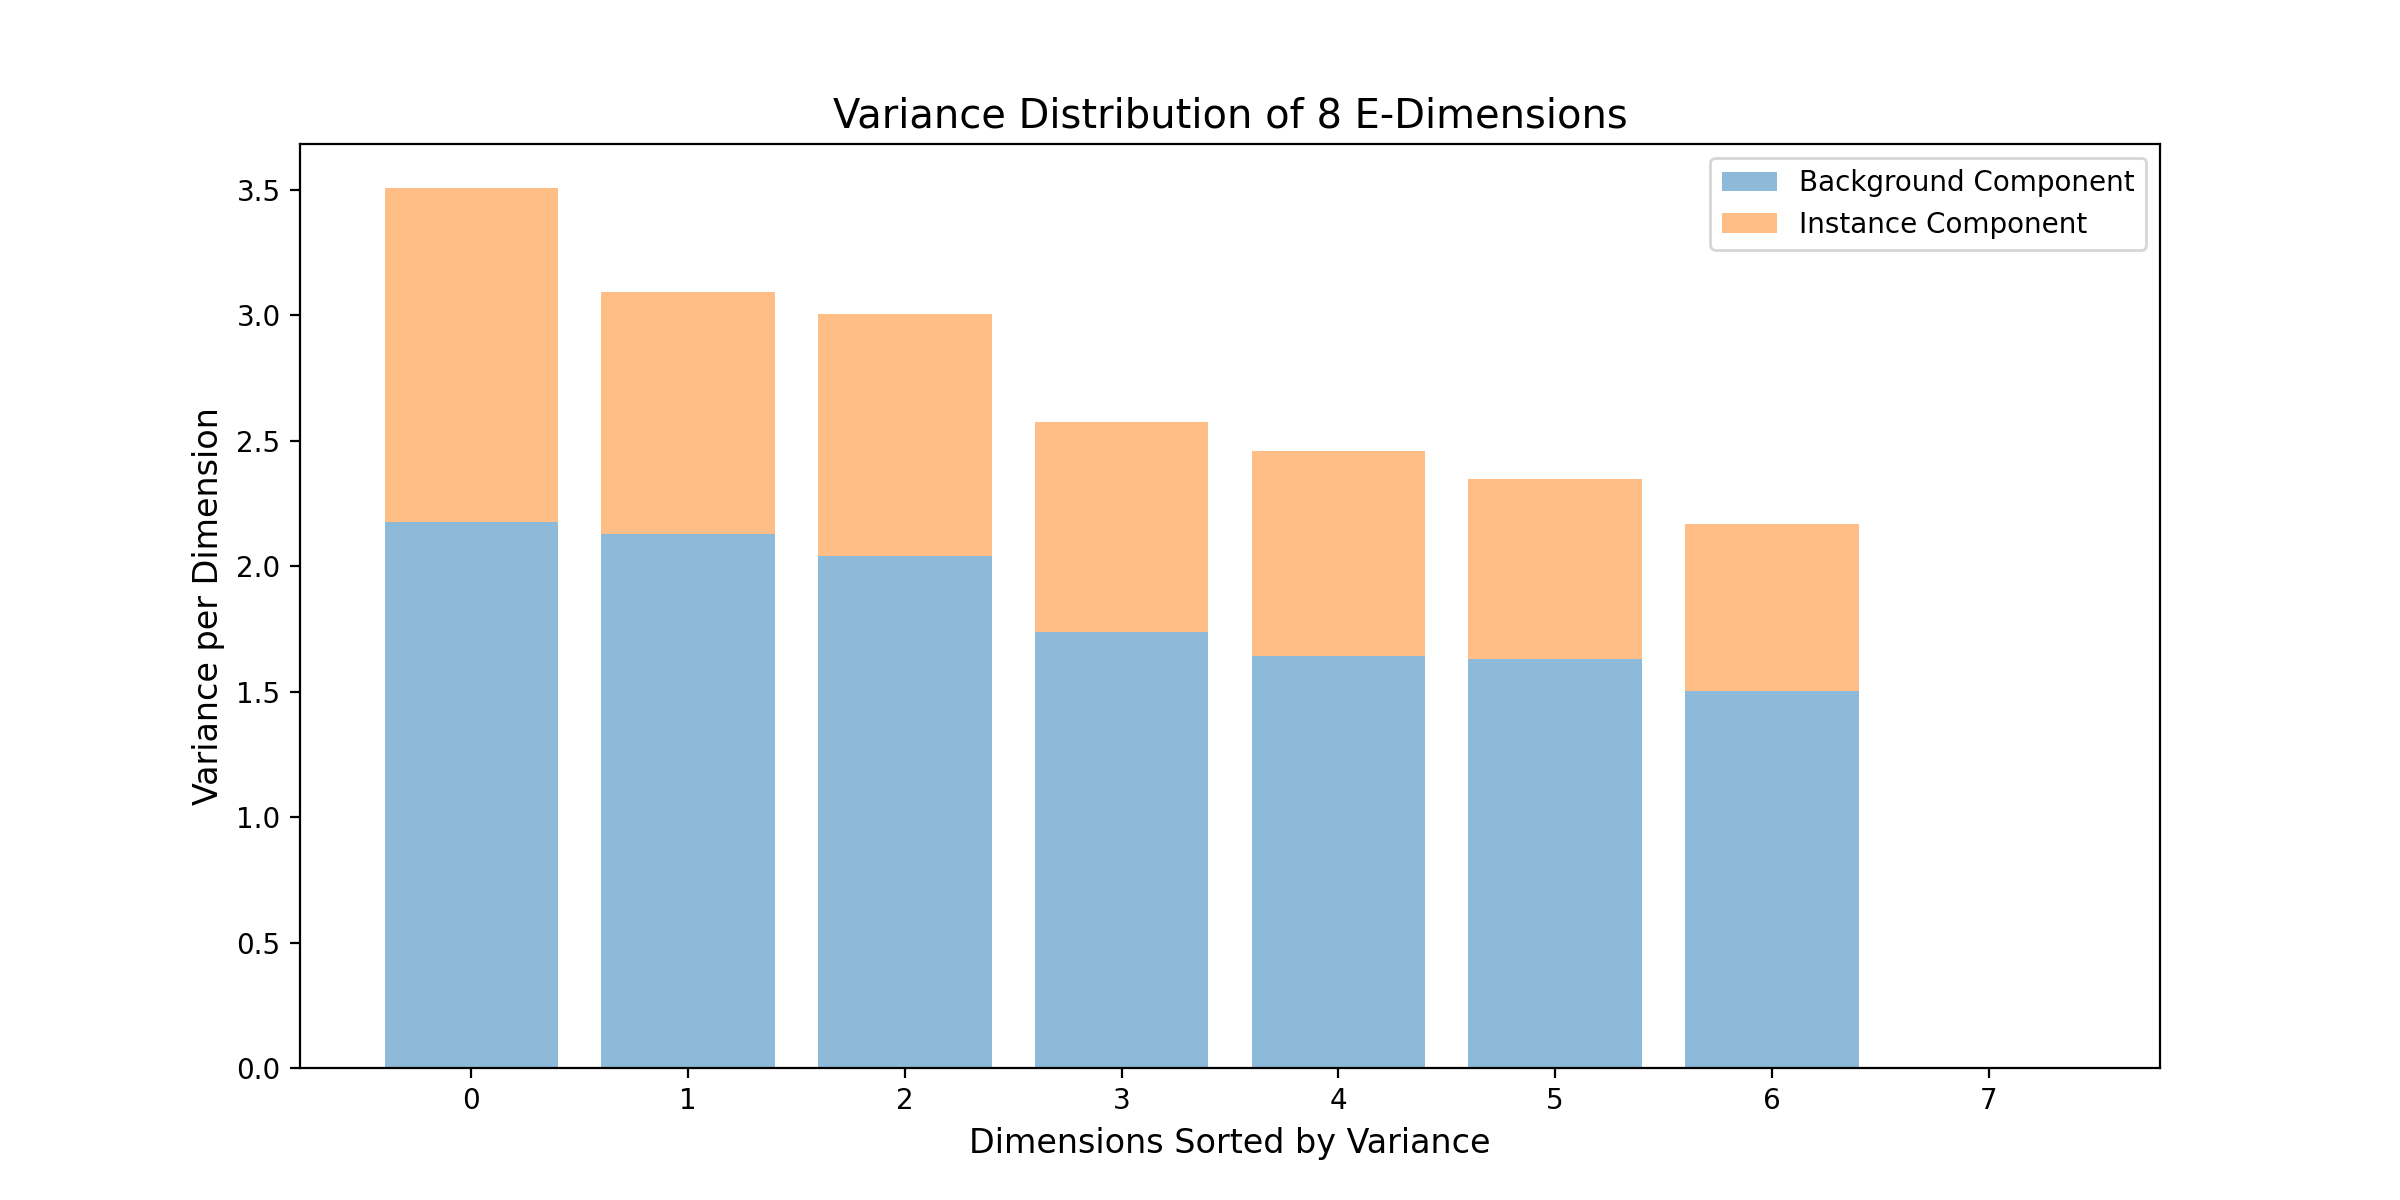 Variance Distribution of 8 E-Dimensions
Background Component
Instance Component
Variance per Dimension
3.5
3.0
2.5
2.0
1.5
1.0
0.5
0.0
0 1 2 3 4 5 6 7
Dimensions Sorted by Variance